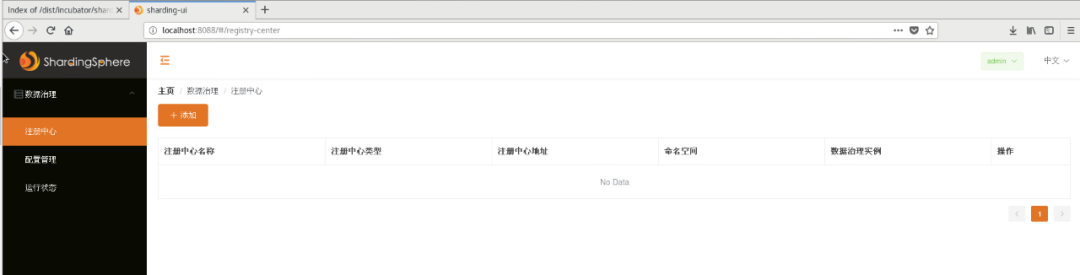 Index of /dist/incubator/shar
sharding-ui
localhost:8088/#/registry-center
ShardingSphere
admin
中文
数据治理
主页 / 数据治理 / 注册中心
+ 添加
注册中心
配置管理
运行状态
注册中心名称 注册中心类型 注册中心地址 命名空间 数据治理实例 操作
No Data
1